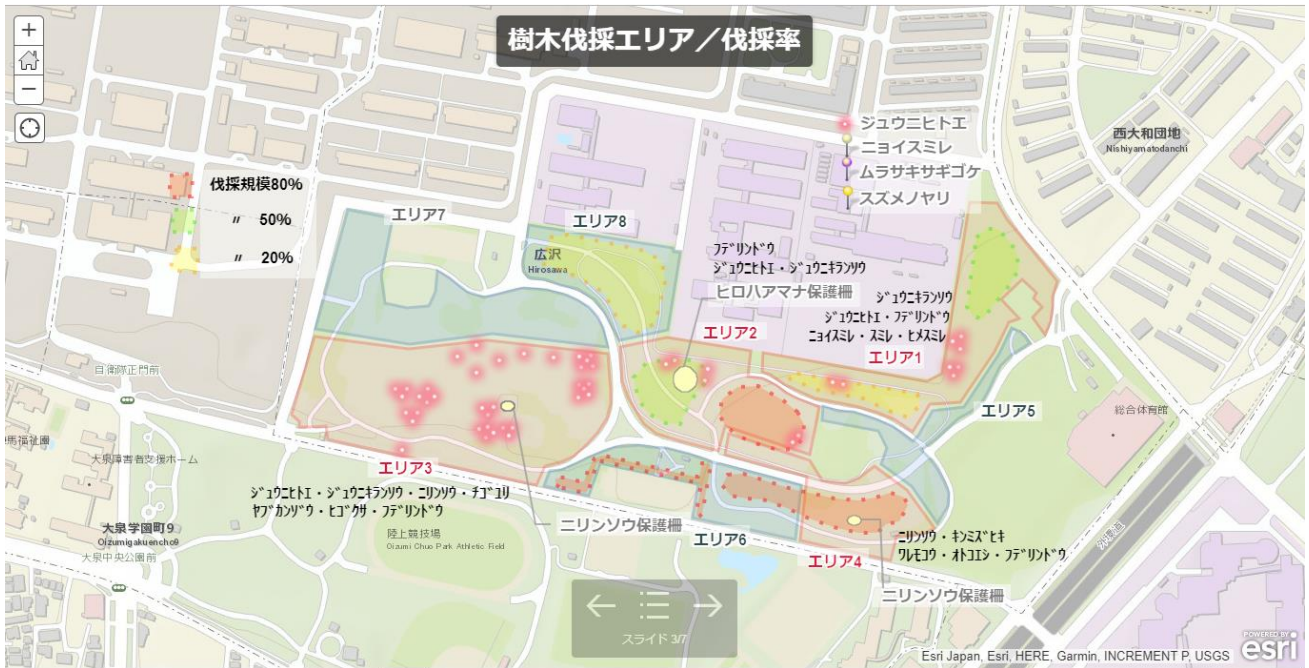 樹木伐採エリア／伐採率
+
−
ジュウニヒトエ
ニョイスミレ
ムラサキサギゴケ
スズメノヤリ
西大和団地
Nishiyamatodanchi
伐採規模80%
〃 50%
〃 20%
エリア7
エリア8
広沢
Hirosawa
ﾌﾃﾞﾘﾝﾄﾞｳ
ｼﾞｭｳﾆﾋﾄｴ・ｼﾞｭｳﾆｷﾗﾝｿｳ
ヒロハアマナ保護柵
ｼﾞｭｳﾆｷﾗﾝｿｳ
ｼﾞｭｳﾆﾋﾄｴ・ﾌﾃﾞﾘﾝﾄﾞｳ
ﾆｮｲｽﾐﾚ・ｽﾐﾚ・ﾋﾒｽﾐﾚ
エリア2
エリア1
自衛隊正門前
エリア5
総合体育館
馬福祉園
大泉障害者支援ホーム
エリア3
ｼﾞｭｳﾆﾋﾄｴ・ｼﾞｭｳﾆｷﾗﾝｿｳ・ﾆﾘﾝｿｳ・ﾁｺﾞﾕﾘ
ﾔﾌﾞｶﾝｿﾞｳ・ﾋｺﾞｸｻ・ﾌﾃﾞﾘﾝﾄﾞｳ
ニリンソウ保護柵
大泉学園町9
Oizumigakuencho9
大泉中央公園前
陸上競技場
Oizumi Chuo Park Athletic Field
エリア6
ﾆﾘﾝｿｳ・ｷﾝﾐｽﾞﾋｷ
ﾜﾚﾓｺｳ・ｵﾄｺｴｼ・ﾌﾃﾞﾘﾝﾄﾞｳ
エリア4
ニリンソウ保護柵
外環道
スライド 3/7
Esri Japan, Esri, HERE, Garmin, INCREMENT P, USGS
POWERED BY
esri